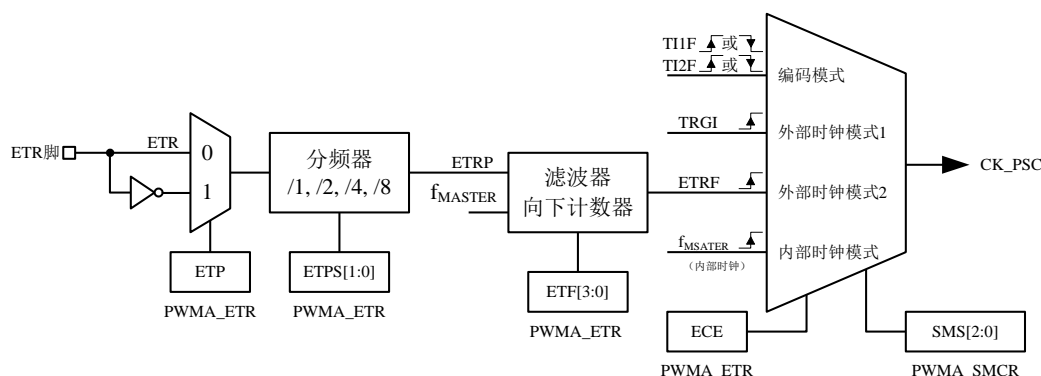 TI1F 或
TI2F 或
编码模式
TRGI
外部时钟模式1
ETR脚
ETR
0
1
分频器
/1, /2, /4, /8
ETRP
fMASTER
滤波器
向下计数器
ETRF
外部时钟模式2
CK_PSC
fMSATER
(内部时钟)
内部时钟模式
ETP
PWMA_ETR
ETPS[1:0]
PWMA_ETR
ETF[3:0]
PWMA_ETR
ECE
PWMA_ETR
SMS[2:0]
PWMA_SMCR